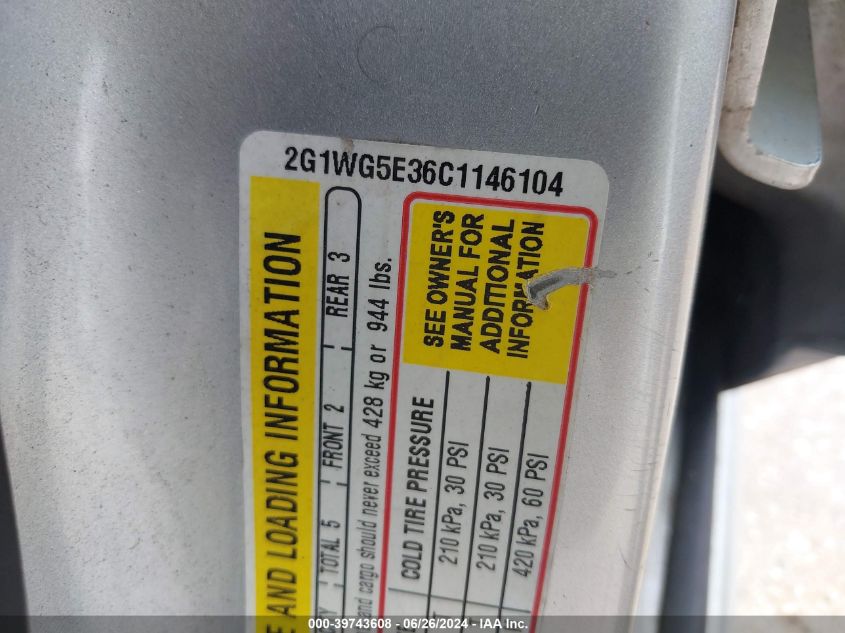 2G1WG5E36C1146104
E AND LOADING INFORMATION
TOTAL 5 FRONT 2 REAR 3
and cargo should never exceed 428 kg or 944 lbs.
COLD TIRE PRESSURE
210 kPa, 30 PSI
210 kPa, 30 PSI
420 kPa, 60 PSI
SEE OWNER'S
MANUAL FOR
ADDITIONAL
INFORMATION
000-39743608 - 06/26/2024 - IAA Inc.